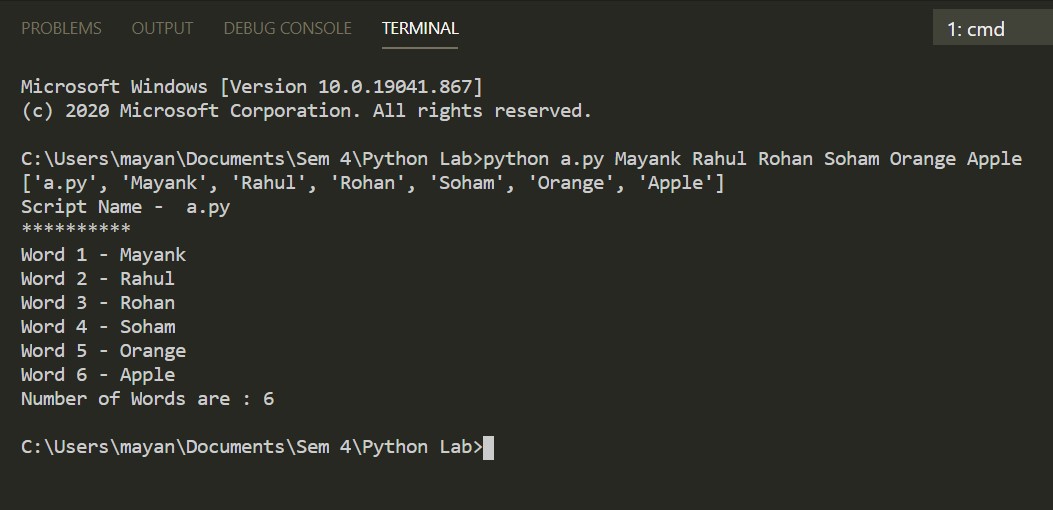 PROBLEMS OUTPUT DEBUG CONSOLE TERMINAL 1: cmd
Microsoft Windows [Version 10.0.19041.867]
(c) 2020 Microsoft Corporation. All rights reserved.
C:\Users\mayan\Documents\Sem 4\Python Lab>python a.py Mayank Rahul Rohan Soham Orange Apple
['a.py', 'Mayank', 'Rahul', 'Rohan', 'Soham', 'Orange', 'Apple']
Script Name -  a.py
**********
Word 1 - Mayank
Word 2 - Rahul
Word 3 - Rohan
Word 4 - Soham
Word 5 - Orange
Word 6 - Apple
Number of Words are : 6
C:\Users\mayan\Documents\Sem 4\Python Lab>